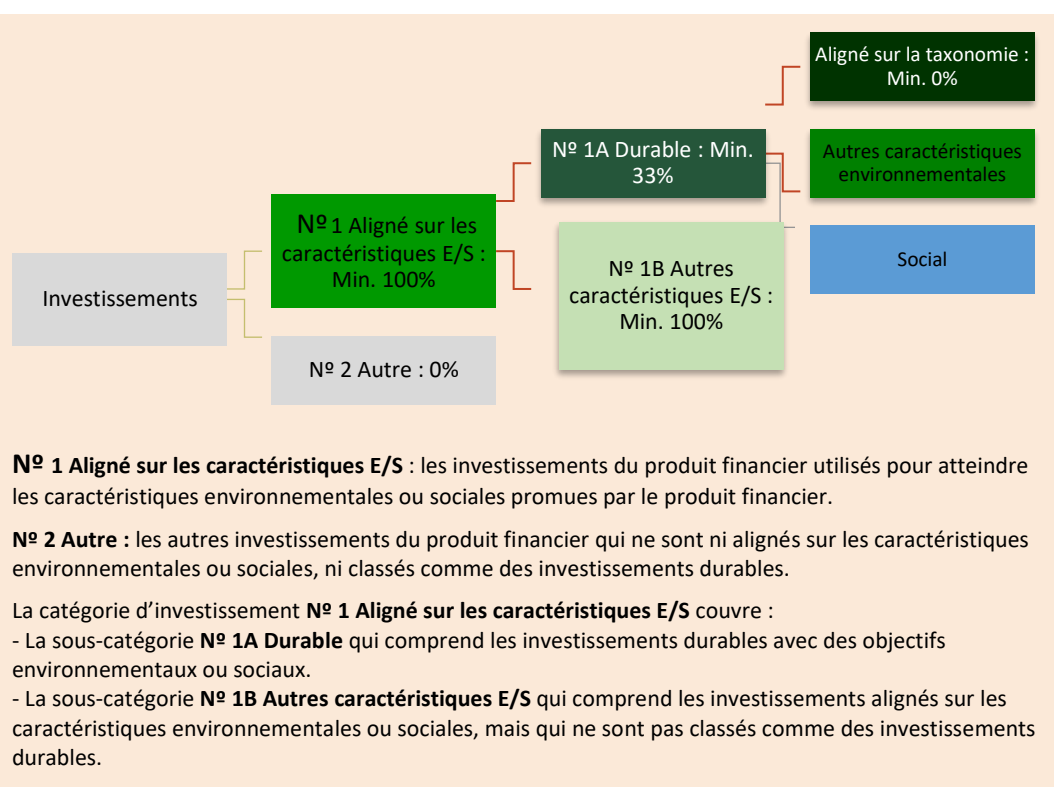 Aligné sur la taxonomie :
Min. 0%
Nº 1A Durable : Min.
33%
Autres caractéristiques
environnementales
Nº 1 Aligné sur les
caractéristiques E/S :
Min. 100%
Social
Nº 1B Autres
caractéristiques E/S :
Min. 100%
Investissements
Nº 2 Autre : 0%
Nº 1 Aligné sur les caractéristiques E/S : les investissements du produit financier utilisés pour atteindre
les caractéristiques environnementales ou sociales promues par le produit financier.
Nº 2 Autre : les autres investissements du produit financier qui ne sont ni alignés sur les caractéristiques
environnementales ou sociales, ni classés comme des investissements durables.
La catégorie d’investissement Nº 1 Aligné sur les caractéristiques E/S couvre :
- La sous-catégorie Nº 1A Durable qui comprend les investissements durables avec des objectifs
environnementaux ou sociaux.
- La sous-catégorie Nº 1B Autres caractéristiques E/S qui comprend les investissements alignés sur les
caractéristiques environnementales ou sociales, mais qui ne sont pas classés comme des investissements
durables.